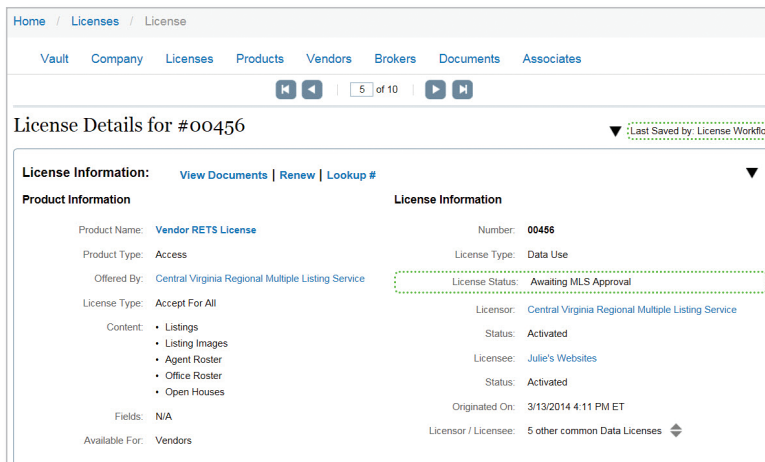 Home / Licenses / License
Vault Company Licenses Products Vendors Brokers Documents Associates
5 of 10
License Details for #00456
Last Saved by: License
License Information: View Documents | Renew | Lookup #
Product Information
Product Name: Vendor RETS License
Product Type: Access
Offered By: Central Virginia Regional Multiple Listing Service
License Type: Accept For All
Content: • Listings
• Listing Images
• Agent Roster
• Office Roster
• Open Houses
Fields: N/A
Available For: Vendors
License Information
Number: 00456
License Type: Data Use
License Status: Awaiting MLS Approval
Licensor: Central Virginia Regional Multiple Listing Service
Status: Activated
Licensee: Julie's Websites
Status: Activated
Originated On: 3/13/2014 4:11 PM ET
Licensor / Licensee: 5 other common Data Licenses